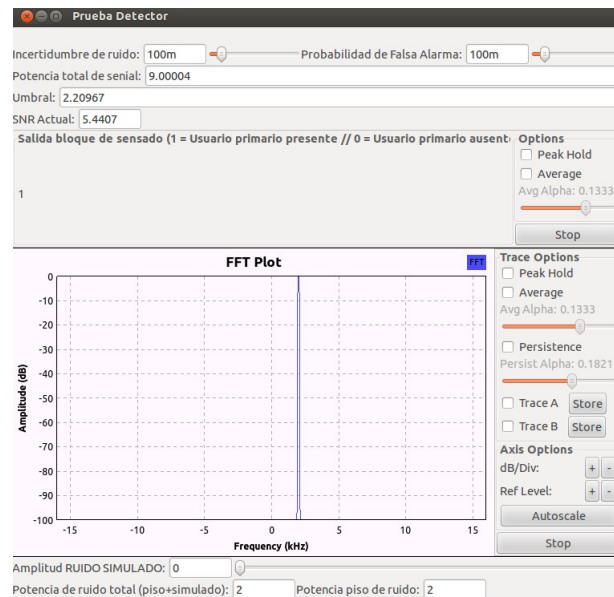 Prueba Detector
Incertidumbre de ruido: 100m Probabilidad de Falsa Alarma: 100m
Potencia total de senial: 9.00004
Umbral: 2.20967
SNR Actual: 5.4407
Salida bloque de sensado (1 = Usuario primario presente // 0 = Usuario primario ausent
1
Options
Peak Hold
Average
Avg Alpha: 0.1333
Stop
FFT Plot
FFT
Amplitude (dB)
0
-10
-20
-30
-40
-50
-60
-70
-80
-90
-100
-15 -10 -5 0 5 10 15
Frequency (kHz)
Trace Options
Peak Hold
Average
Avg Alpha: 0.1333
Persistence
Persist Alpha: 0.1821
Trace A Store
Trace B Store
Axis Options
dB/Div: + -
Ref Level: + -
Autoscale
Stop
Amplitud RUIDO SIMULADO: 0
Potencia de ruido total (piso+simulado): 2 Potencia piso de ruido: 2